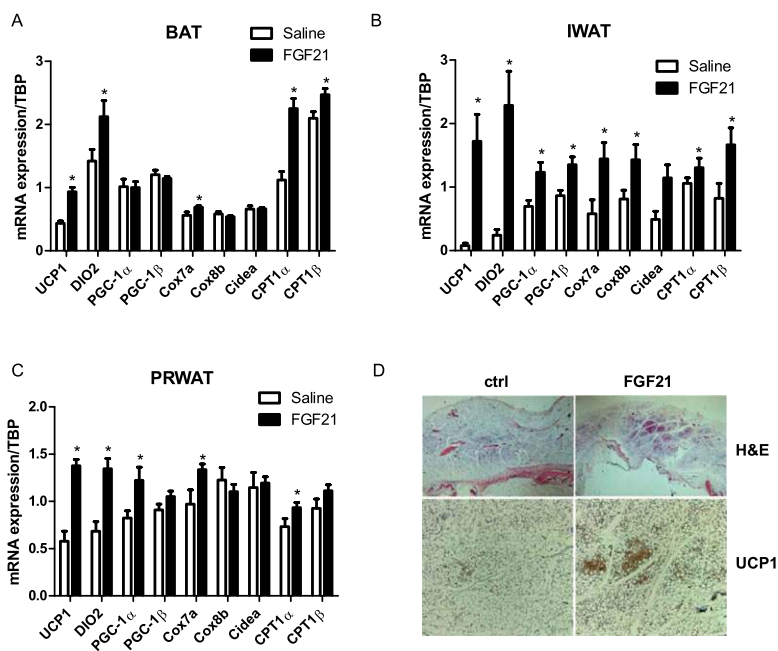 A
BAT
Saline
FGF21
mRNA expression/TBP
3
2
1
0
*
*
*
*
*
UCP1
DIO2
PGC-1α
PGC-1β
Cox7a
Cox8b
Cidea
CPT1α
CPT1β
B
IWAT
Saline
FGF21
mRNA expression/TBP
3
2
1
0
*
*
*
*
*
*
*
*
UCP1
DIO2
PGC-1α
PGC-1β
Cox7a
Cox8b
Cidea
CPT1α
CPT1β
C
PRWAT
Saline
FGF21
mRNA expression/TBP
2.0
1.5
1.0
0.5
0.0
*
*
*
*
*
UCP1
DIO2
PGC-1α
PGC-1β
Cox7a
Cox8b
Cidea
CPT1α
CPT1β
D
ctrl
FGF21
H&E
UCP1